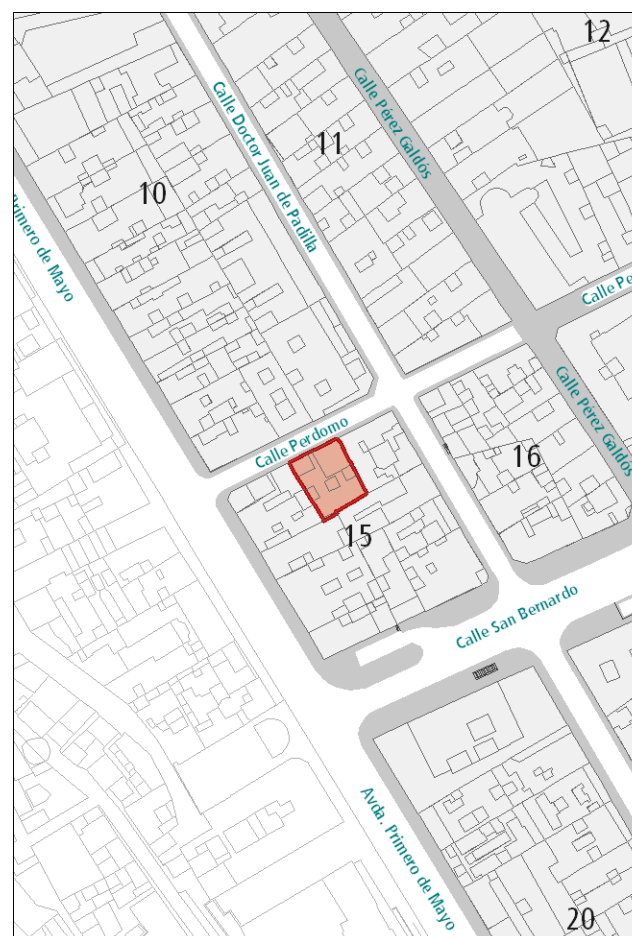 12
Calle Pérez Galdós
Calle Doctor Juan de Padilla
11
10
Primero de Mayo
Calle Pe
Calle Pérez Galdós
Calle Perdomo
16
15
Calle San Bernardo
Avda. Primero de Mayo
20